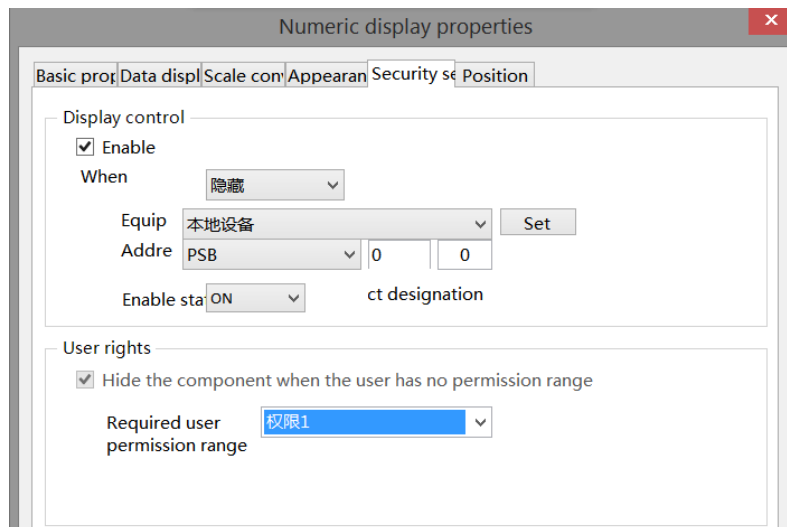 Numeric display properties
Basic prop Data displ Scale conv Appearan Security se Position
Display control
Enable
When 隐藏
Equip 本地设备 Set
Addre PSB 0 0
Enable stat ON ct designation
User rights
Hide the component when the user has no permission range
Required user 权限1
permission range